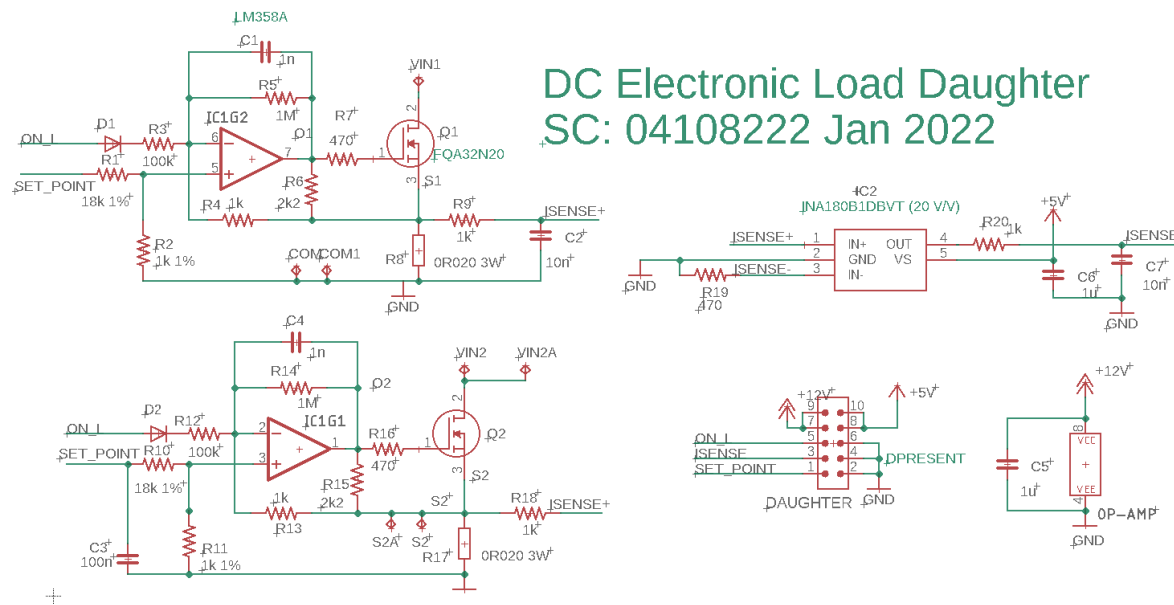 LM358A
C1
1n
R5
1M
IC1G2
O1
R7
470
VIN1
2
Q1
FQA32N20
1
3
S1
ON_L
D1
R3
100k
6
5
7
R1
SET_POINT
18k 1%
R4
1k
R6
2k2
R2
1k 1%
COM
COM1
R8
0R020 3W
GND
R9
1k
ISENSE+
C2
10n
DC Electronic Load Daughter
SC: 04108222 Jan 2022
IC2
INA180B1DBVT (20 V/V)
ISENSE+
1
2
3
IN+
GND
IN-
OUT
VS
4
5
R20
1k
+5V
ISENSE
GND
R19
470
ISENSE-
C6
1u
C7
10n
GND
C4
1n
R14
1M
O2
IC1G1
VIN2
VIN2A
2
Q2
1
3
S2
ON_L
D2
R12
100k
2
3
1
R16
470
SET_POINT
R10
18k 1%
R15
2k2
1k
R13
S2
S2A
S2
R18
1k
ISENSE+
C3
100n
R11
1k 1%
R17
0R020 3W
+12V
+5V
9
10
7
8
ON_L
5
6
ISENSE
3
4
DPRESENT
SET_POINT
1
2
DAUGHTER
GND
+12V
8
VCC
C5
1u
VEE
4
OP-AMP
GND